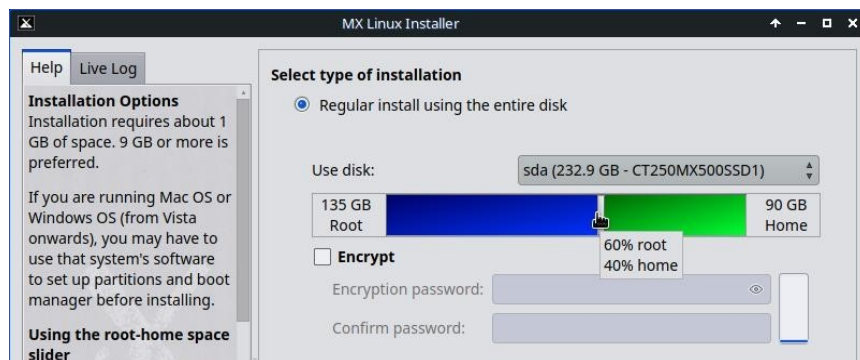 MX Linux Installer
Help
Live Log
Installation Options
Installation requires about 1
GB of space. 9 GB or more is
preferred.
If you are running Mac OS or
Windows OS (from Vista
onwards), you may have to
use that system's software
to set up partitions and boot
manager before installing.
Using the root-home space
slider
Select type of installation
Regular install using the entire disk
Use disk:
sda (232.9 GB - CT250MX500SSD1)
135 GB
Root
90 GB
Home
60% root
40% home
Encrypt
Encryption password:
Confirm password: